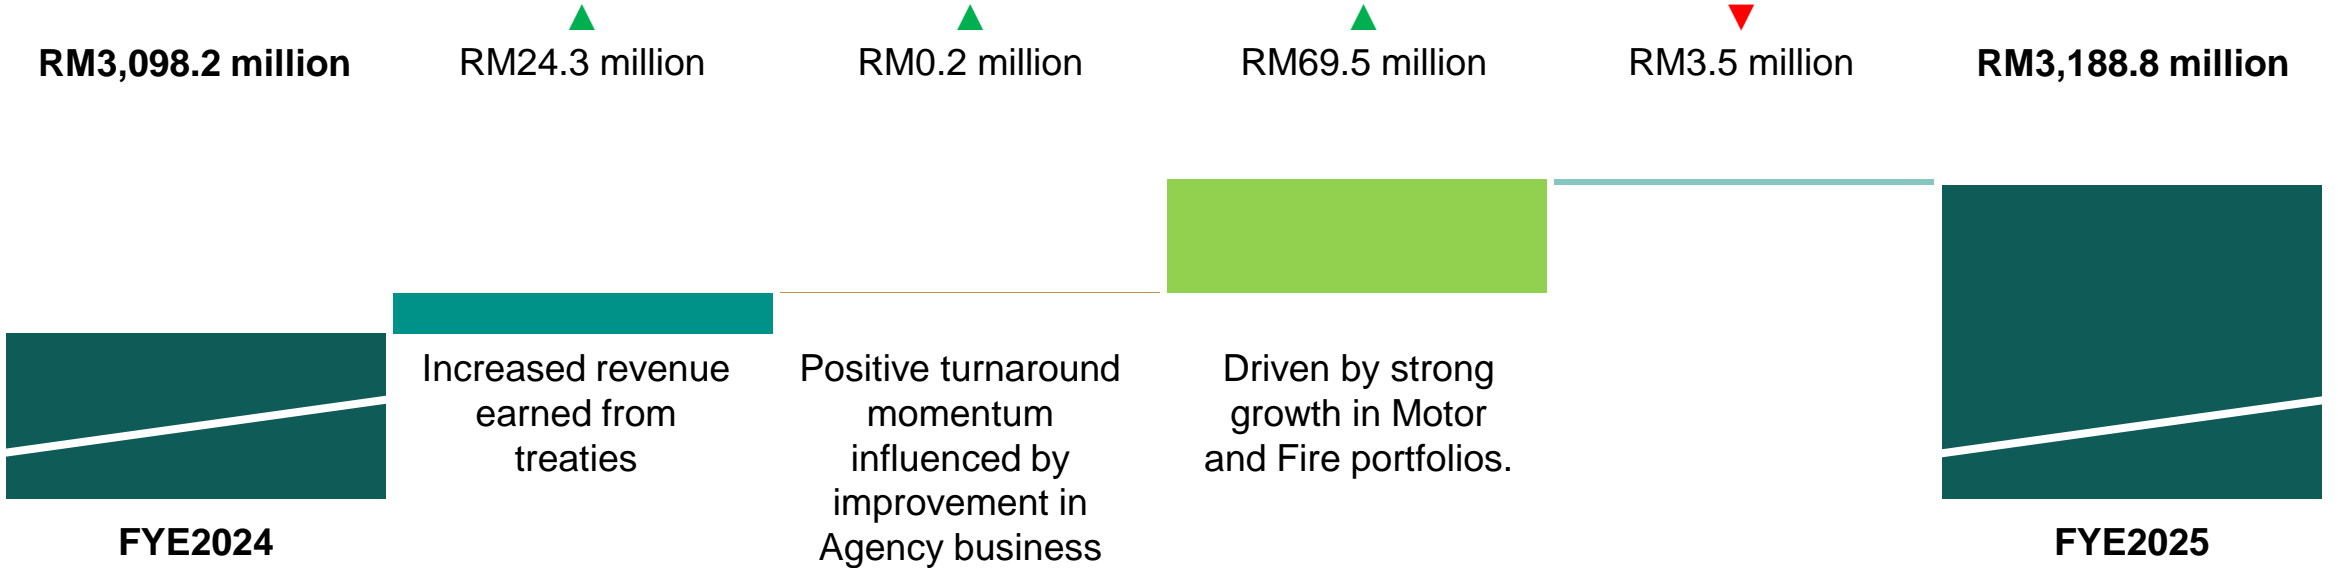 RM3,098.2 million
▲
RM24.3 million
▲
RM0.2 million
▲
RM69.5 million
▼
RM3.5 million
RM3,188.8 million
Increased revenue
earned from
treaties
Positive turnaround
momentum
influenced by
improvement in
Agency business
Driven by strong
growth in Motor
and Fire portfolios.
FYE2024
FYE2025